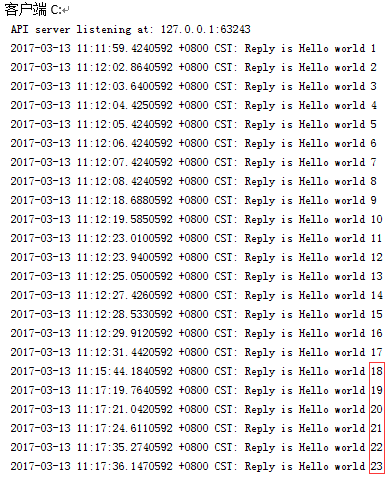 客户端 C:
API server listening at: 127.0.0.1:63243
2017-03-13 11:11:59.4240592 +0800 CST: Reply is Hello world 1
2017-03-13 11:12:02.8640592 +0800 CST: Reply is Hello world 2
2017-03-13 11:12:03.6400592 +0800 CST: Reply is Hello world 3
2017-03-13 11:12:04.4250592 +0800 CST: Reply is Hello world 4
2017-03-13 11:12:05.4240592 +0800 CST: Reply is Hello world 5
2017-03-13 11:12:06.4240592 +0800 CST: Reply is Hello world 6
2017-03-13 11:12:07.4240592 +0800 CST: Reply is Hello world 7
2017-03-13 11:12:08.4240592 +0800 CST: Reply is Hello world 8
2017-03-13 11:12:18.6880592 +0800 CST: Reply is Hello world 9
2017-03-13 11:12:19.5850592 +0800 CST: Reply is Hello world 10
2017-03-13 11:12:23.0100592 +0800 CST: Reply is Hello world 11
2017-03-13 11:12:23.9400592 +0800 CST: Reply is Hello world 12
2017-03-13 11:12:25.0500592 +0800 CST: Reply is Hello world 13
2017-03-13 11:12:27.4260592 +0800 CST: Reply is Hello world 14
2017-03-13 11:12:28.5330592 +0800 CST: Reply is Hello world 15
2017-03-13 11:12:29.9120592 +0800 CST: Reply is Hello world 16
2017-03-13 11:12:31.4420592 +0800 CST: Reply is Hello world 17
2017-03-13 11:15:44.1840592 +0800 CST: Reply is Hello world 18
2017-03-13 11:17:19.7640592 +0800 CST: Reply is Hello world 19
2017-03-13 11:17:21.0420592 +0800 CST: Reply is Hello world 20
2017-03-13 11:17:24.6110592 +0800 CST: Reply is Hello world 21
2017-03-13 11:17:35.2740592 +0800 CST: Reply is Hello world 22
2017-03-13 11:17:36.1470592 +0800 CST: Reply is Hello world 23